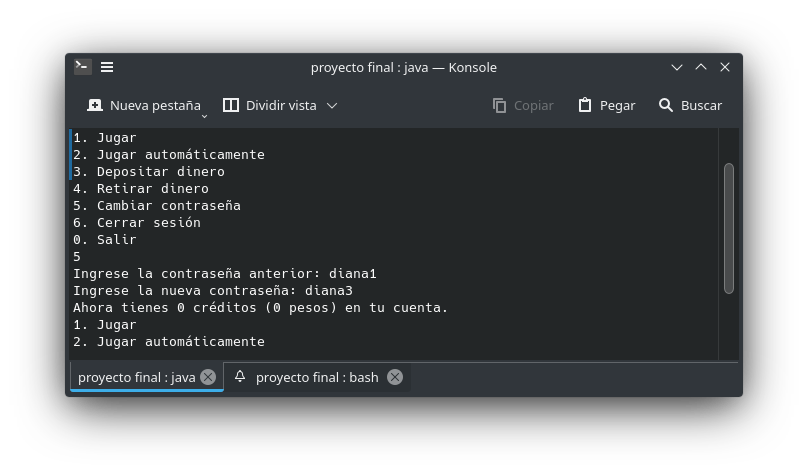 proyecto final : java — Konsole
Nueva pestaña Dividir vista Copiar Pegar Buscar
1. Jugar
2. Jugar automáticamente
3. Depositar dinero
4. Retirar dinero
5. Cambiar contraseña
6. Cerrar sesión
0. Salir
5
Ingrese la contraseña anterior: diana1
Ingrese la nueva contraseña: diana3
Ahora tienes 0 créditos (0 pesos) en tu cuenta.
1. Jugar
2. Jugar automáticamente
proyecto final : java proyecto final : bash